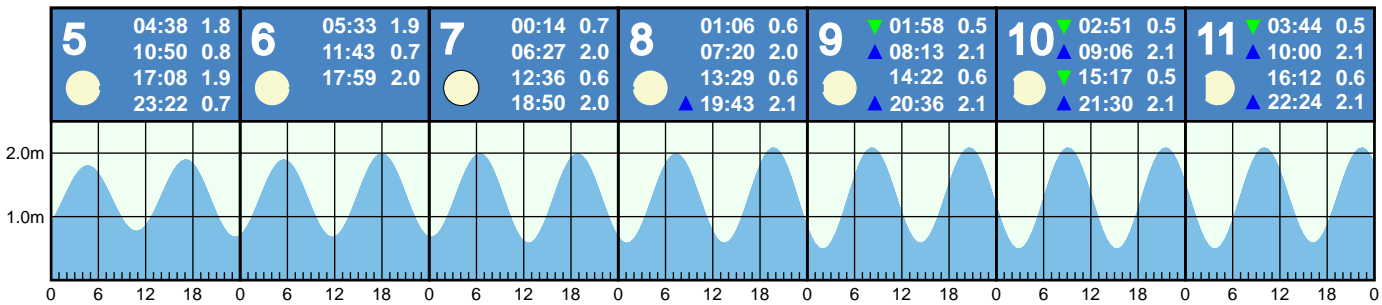 5
04:38 1.8
10:50 0.8
17:08 1.9
23:22 0.7
6
05:33 1.9
11:43 0.7
17:59 2.0
7
00:14 0.7
06:27 2.0
12:36 0.6
18:50 2.0
8
01:06 0.6
07:20 2.0
13:29 0.6
▲ 19:43 2.1
9
▼ 01:58 0.5
▲ 08:13 2.1
14:22 0.6
▲ 20:36 2.1
10
▼ 02:51 0.5
▲ 09:06 2.1
▼ 15:17 0.5
▲ 21:30 2.1
11
▼ 03:44 0.5
▲ 10:00 2.1
16:12 0.6
▲ 22:24 2.1
2.0m
1.0m
0 6 12 18 0 6 12 18 0 6 12 18 0 6 12 18 0 6 12 18 0 6 12 18 0 6 12 18 0